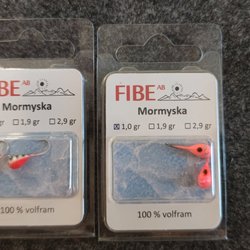 FIBE AB
Mormyska
gr ☐ 1,9 gr ☐ 2,9 gr
100 % volfram
FIBE AB
Mormyska
☒ 1,0 gr ☐ 1,9 gr ☐ 2,9 gr
100 % volfram